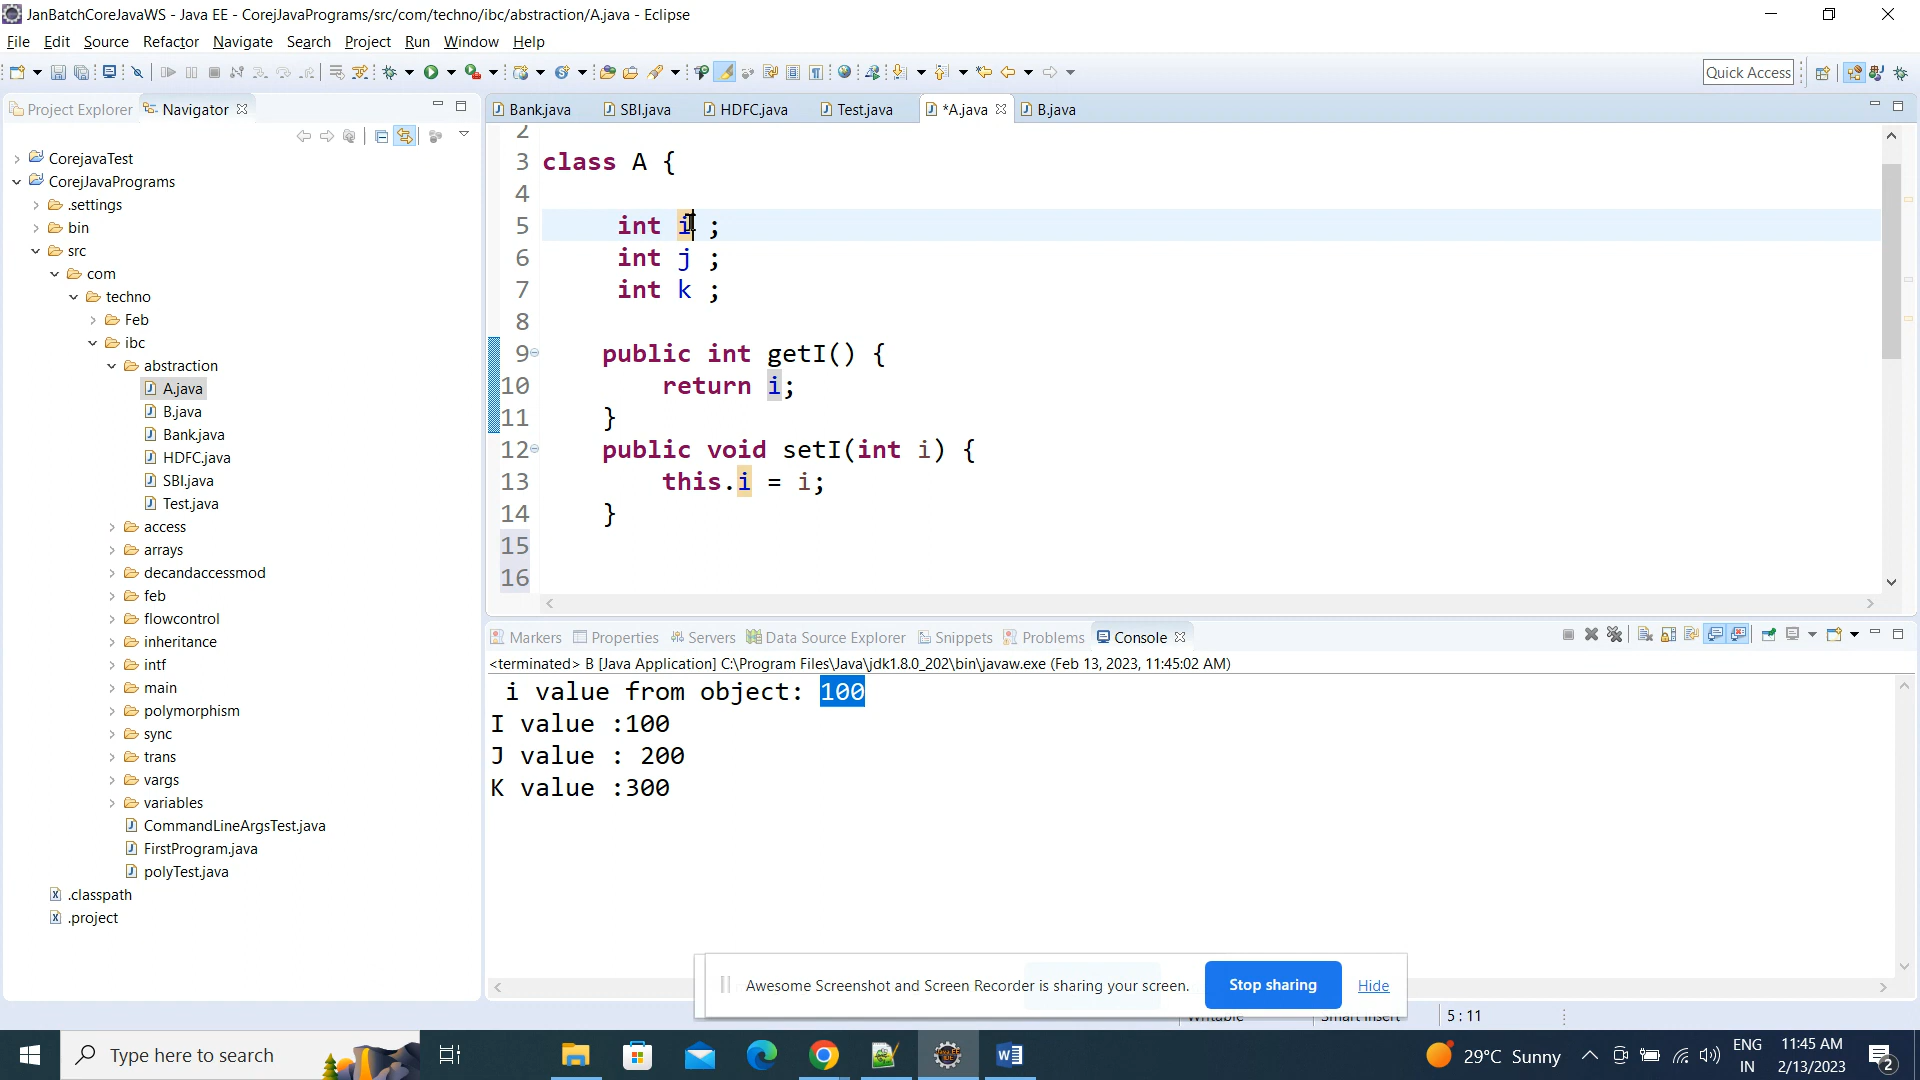 JanBatchCoreJavaWS - Java EE - CorejJavaPrograms/src/com/techno/ibc/abstraction/A.java - Eclipse
File Edit Source Refactor Navigate Search Project Run Window Help
Quick Access
Project Explorer Navigator
CorejavaTest
CorejJavaPrograms
.settings
bin
src
com
techno
Feb
ibc
abstraction
A.java
B.java
Bank.java
HDFC.java
SBI.java
Test.java
access
arrays
decandaccessmod
feb
flowcontrol
inheritance
intf
main
polymorphism
sync
trans
vargs
variables
CommandLineArgsTest.java
FirstProgram.java
polyTest.java
.classpath
.project
Bank.java SBI.java HDFC.java Test.java *A.java B.java
2
3 class A {
4
5 int i ;
6 int j ;
7 int k ;
8
9 public int getI() {
10 return i;
11 }
12 public void setI(int i) {
13 this.i = i;
14 }
15
16
Markers Properties Servers Data Source Explorer Snippets Problems Console
<terminated> B [Java Application] C:\Program Files\Java\jdk1.8.0_202\bin\javaw.exe (Feb 13, 2023, 11:45:02 AM)
i value from object: 100
I value :100
J value : 200
K value :300
Awesome Screenshot and Screen Recorder is sharing your screen. Stop sharing Hide
Writable Smart Insert 5 : 11
Type here to search
29°C Sunny
ENG
IN
11:45 AM
2/13/2023
2